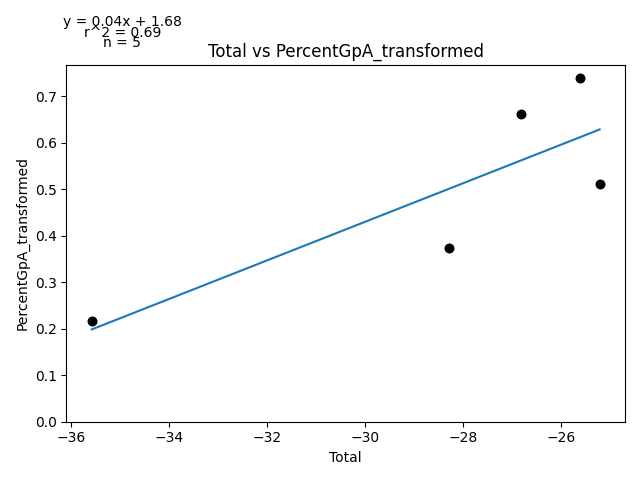 y = 0.04x + 1.68
r^2 = 0.69
n = 5
Total vs PercentGpA_transformed
PercentGpA_transformed
0.7
0.6
0.5
0.4
0.3
0.2
0.1
0.0
−36 −34 −32 −30 −28 −26
Total